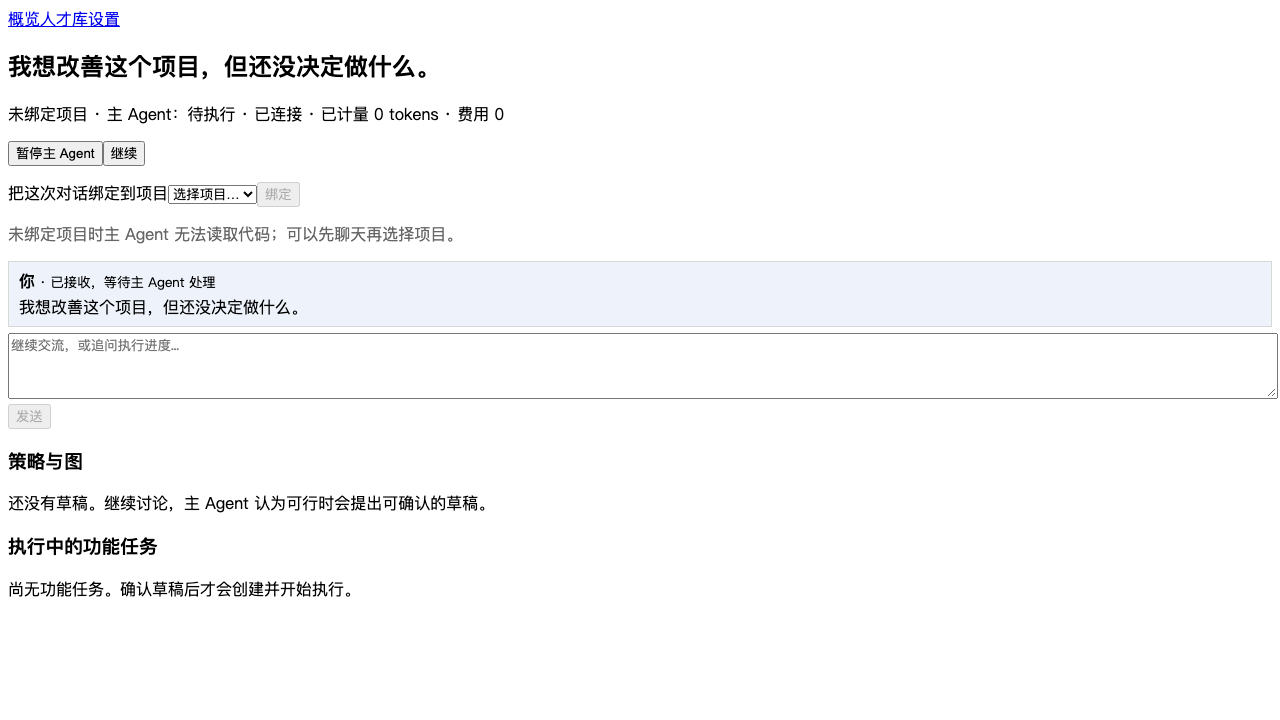 概览人才库设置
我想改善这个项目，但还没决定做什么。
未绑定项目 · 主 Agent：待执行 · 已连接 · 已计量 0 tokens · 费用 0
暂停主 Agent 继续
把这次对话绑定到项目 选择项目… 绑定
未绑定项目时主 Agent 无法读取代码；可以先聊天再选择项目。
你 · 已接收，等待主 Agent 处理
我想改善这个项目，但还没决定做什么。
继续交流，或追问执行进度…
发送
策略与图
还没有草稿。继续讨论，主 Agent 认为可行时会提出可确认的草稿。
执行中的功能任务
尚无功能任务。确认草稿后才会创建并开始执行。